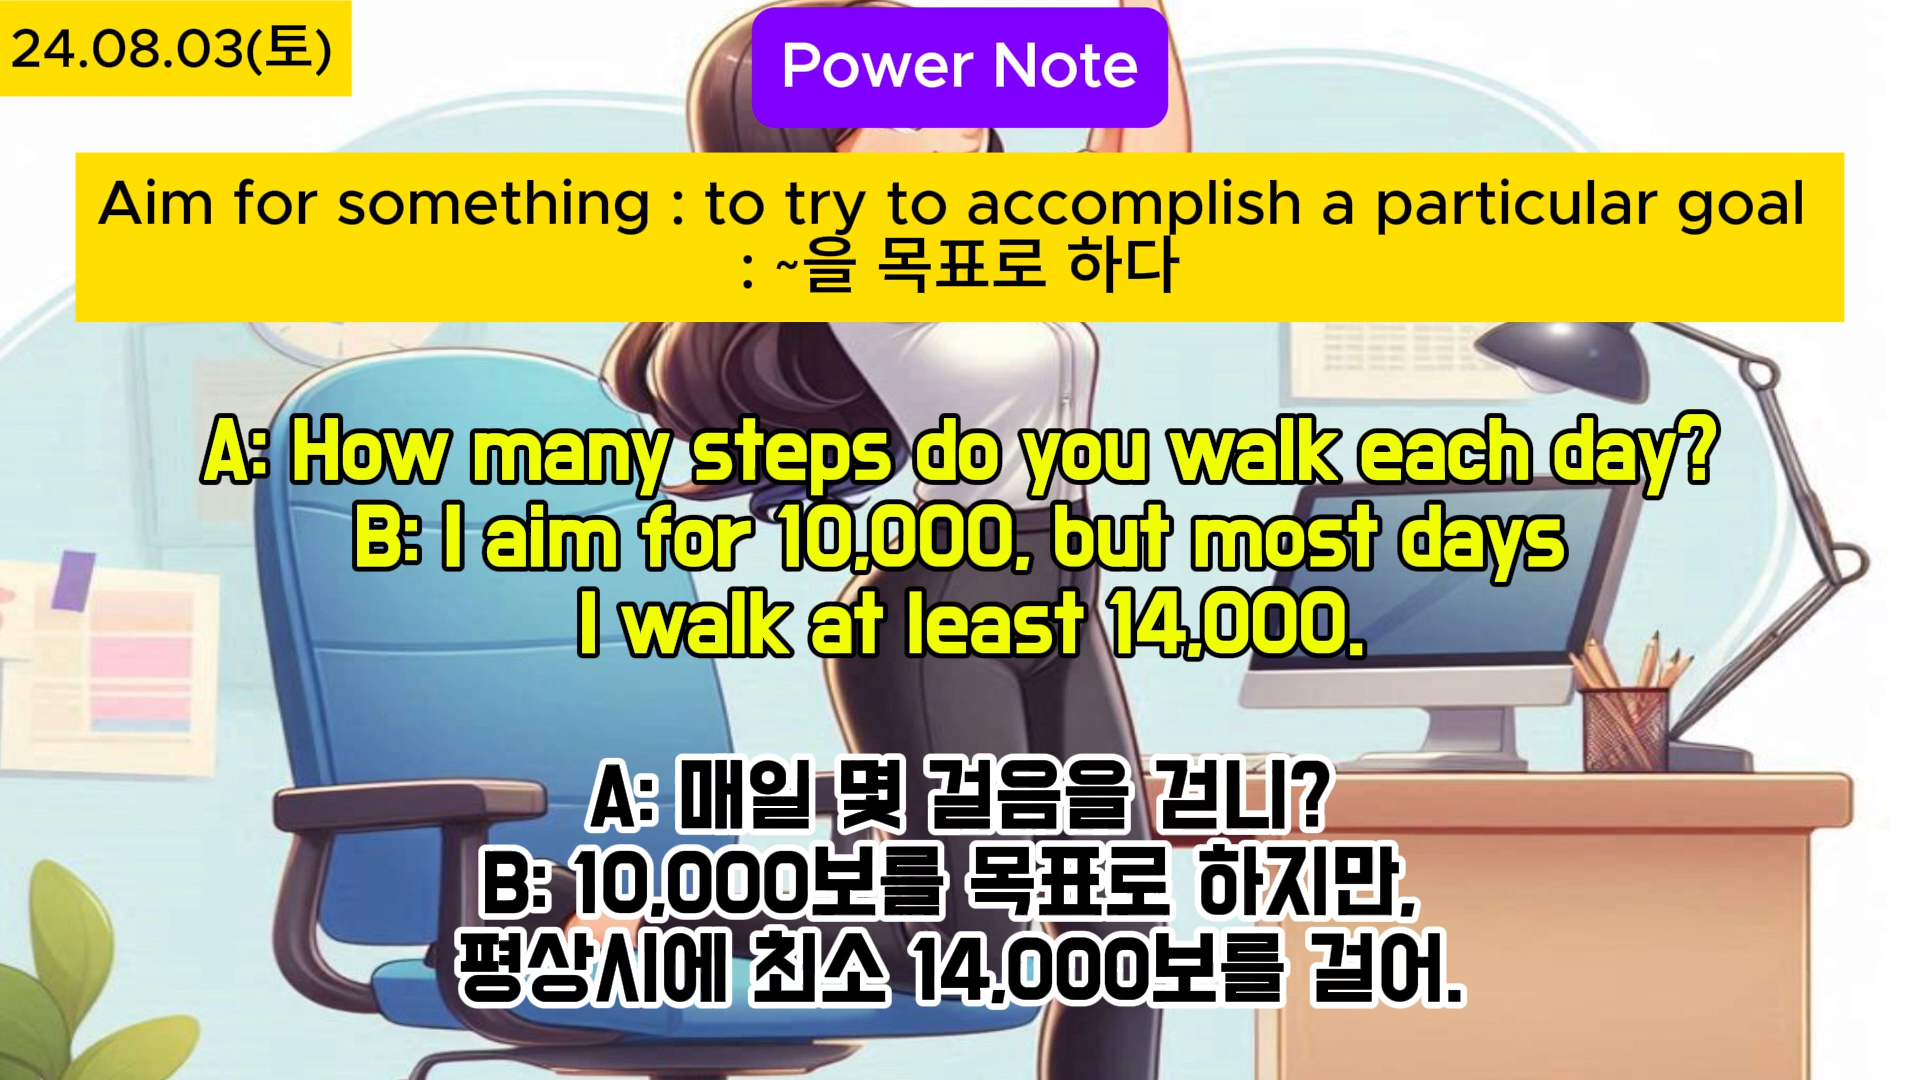 24.08.03(토)
Power Note
Aim for something : to try to accomplish a particular goal
: ~을 목표로 하다
A: How many steps do you walk each day?
B: I aim for 10,000, but most days
I walk at least 14,000.
A: 매일 몇 걸음을 걷니?
B: 10,000보를 목표로 하지만,
평상시에 최소 14,000보를 걸어.